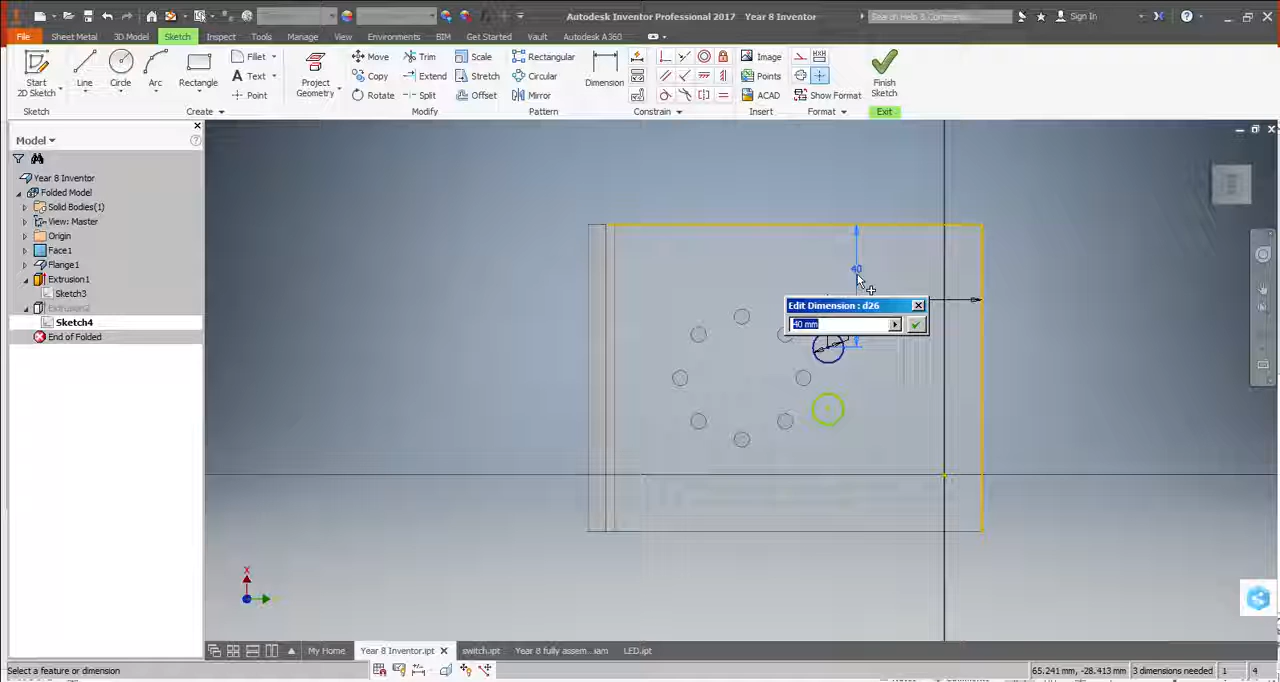 Autodesk Inventor Professional 2017 Year 8 Inventor
Search Help & Commands...
Sign In
File Sheet Metal 3D Model Sketch Inspect Tools Manage View Environments BIM Get Started Vault Autodesk A360
Start
2D Sketch
Line
Circle
Arc
Rectangle
Fillet
Text
Point
Project
Geometry
Move
Copy
Rotate
Trim
Extend
Split
Scale
Stretch
Offset
Rectangular
Circular
Mirror
Dimension
Image
Points
ACAD
Show Format
Finish
Sketch
Sketch Create Modify Pattern Constrain Insert Format Exit
Model
Year 8 Inventor
Folded Model
Solid Bodies(1)
View: Master
Origin
Face1
Flange1
Extrusion1
Sketch3
Sketch4
End of Folded
40
Edit Dimension : d26
40 mm
X
My Home Year 8 Inventor.ipt switch.ipt LED.ipt
Select a feature or dimension
65.241 mm, -28.413 mm 3 dimensions needed 1 4